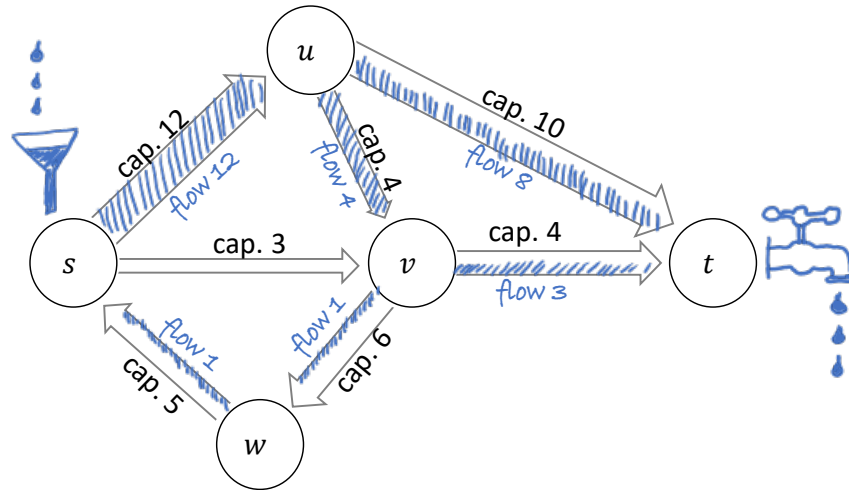 u
cap. 12
flow 12
cap. 4
flow 4
cap. 10
flow 8
s
cap. 3
v
cap. 4
flow 3
t
flow 1
cap. 5
flow 1
cap. 6
w